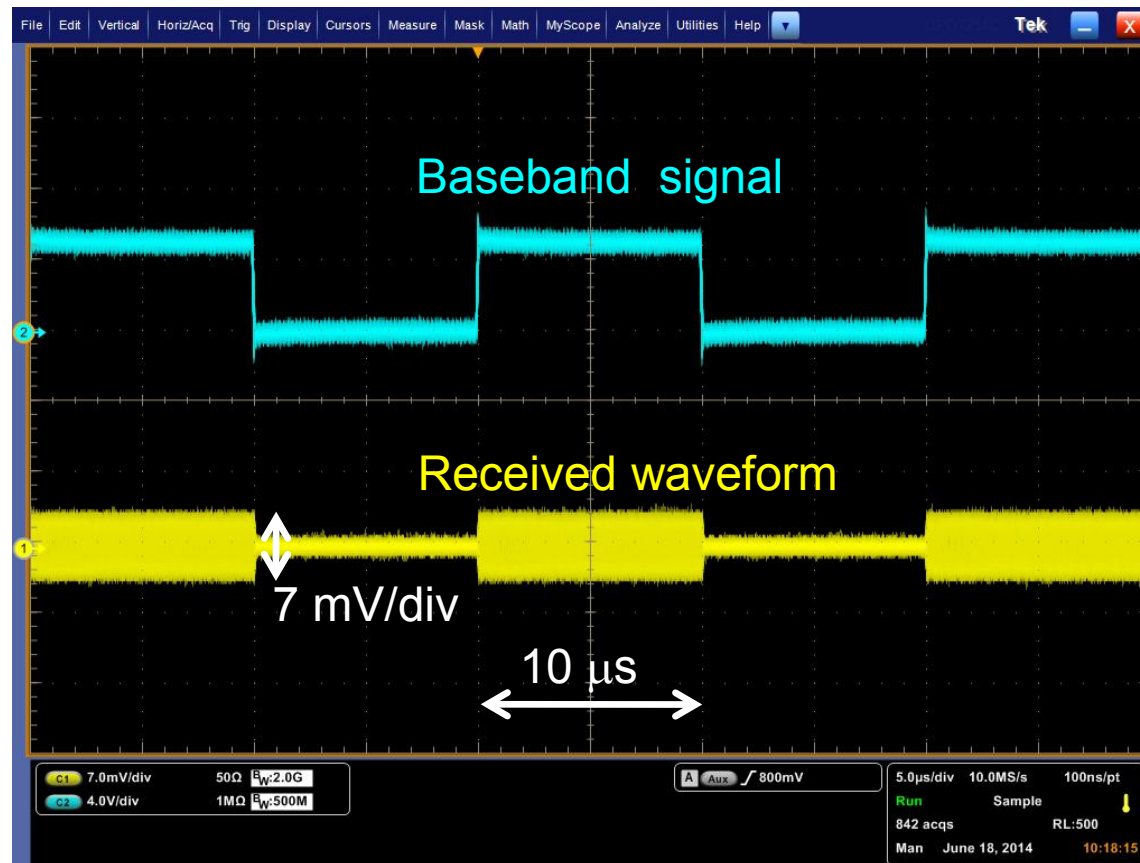 File Edit Vertical Horiz/Acq Trig Display Cursors Measure Mask Math MyScope Analyze Utilities Help Tek X
Baseband signal
2
Received waveform
1
7 mV/div
10 μs
C1 7.0mV/div 50Ω BW:2.0G
C2 4.0V/div 1MΩ BW:500M
A Aux 800mV
5.0μs/div 10.0MS/s 100ns/pt
Run Sample
842 acqs RL:500
Man June 18, 2014 10:18:15